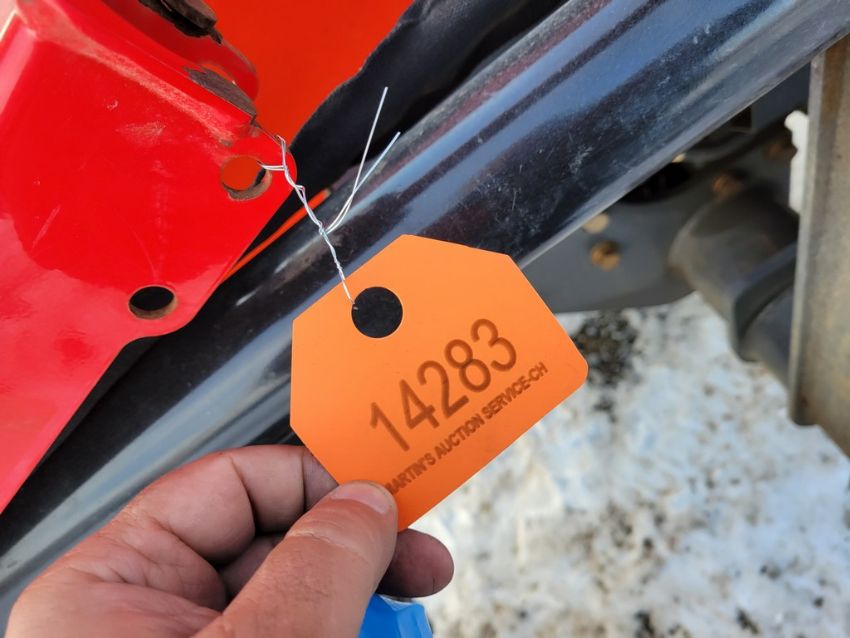 14283
MARTIN'S AUCTION SERVICE-CH